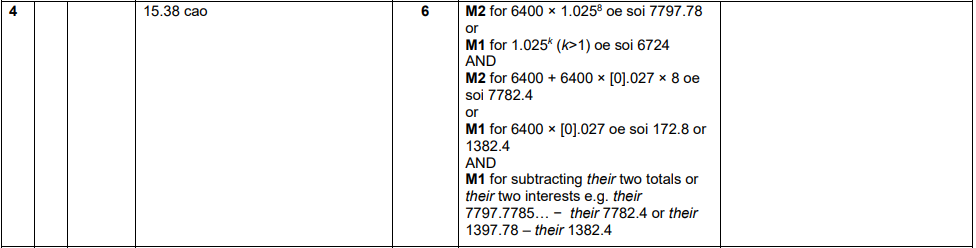 4 15.38 cao 6 M2 for 6400 × 1.025⁸ oe soi 7797.78
or
M1 for 1.025ᵏ (k>1) oe soi 6724
AND
M2 for 6400 + 6400 × [0].027 × 8 oe
soi 7782.4
or
M1 for 6400 × [0].027 oe soi 172.8 or
1382.4
AND
M1 for subtracting their two totals or
their two interests e.g. their
7797.7785… − their 7782.4 or their
1397.78 – their 1382.4